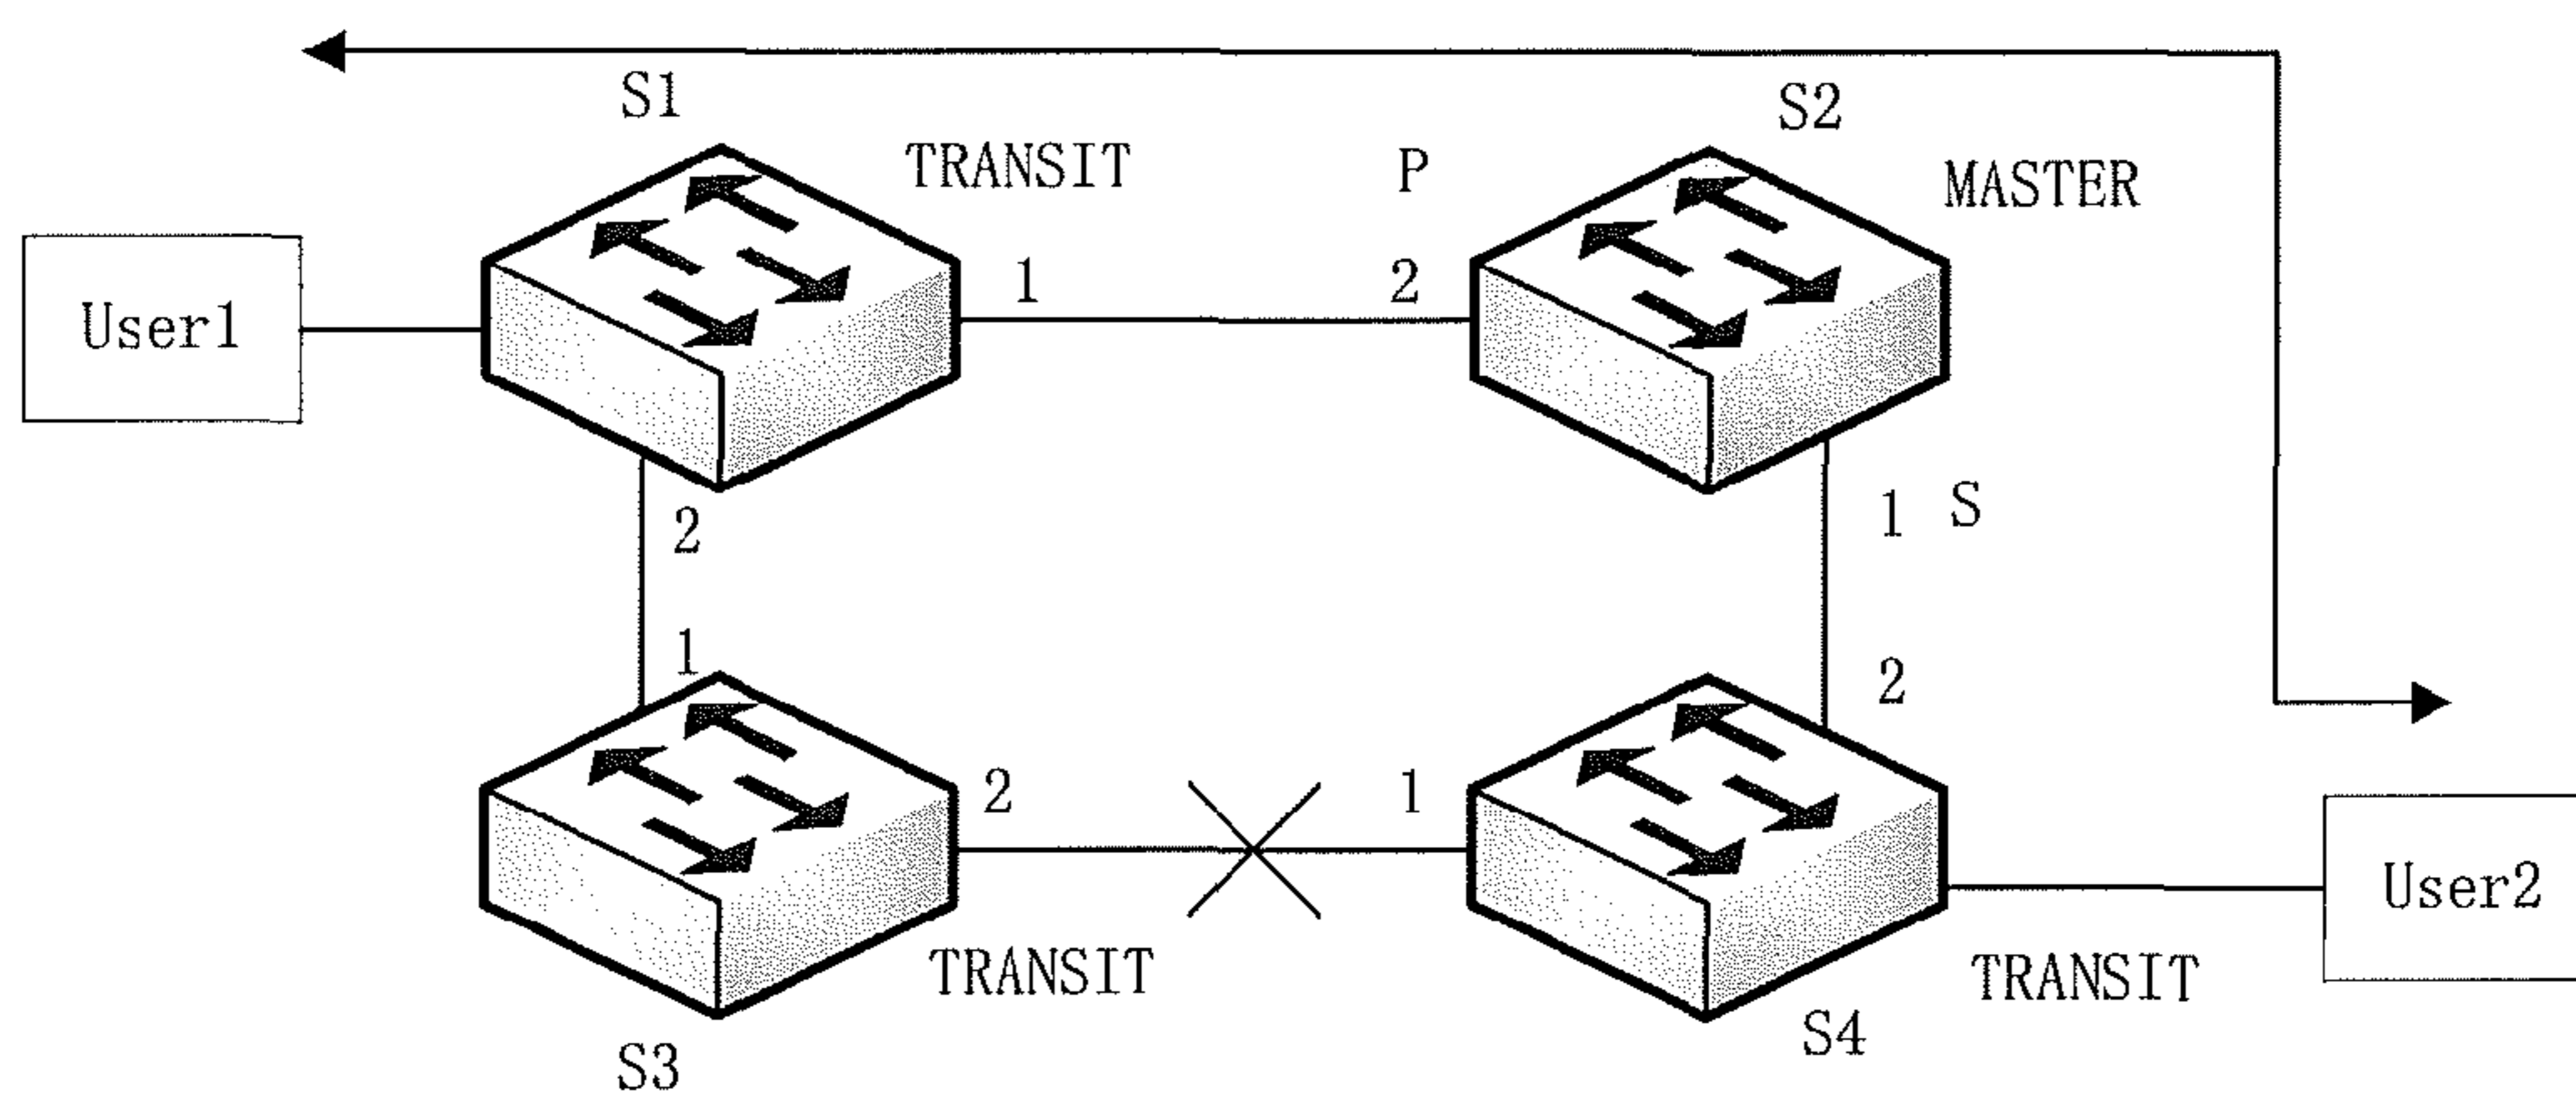 S1
S2
TRANSIT
P
MASTER
User1
1
2
2
1
S
1
2
2
1
User2
TRANSIT
TRANSIT
S3
S4